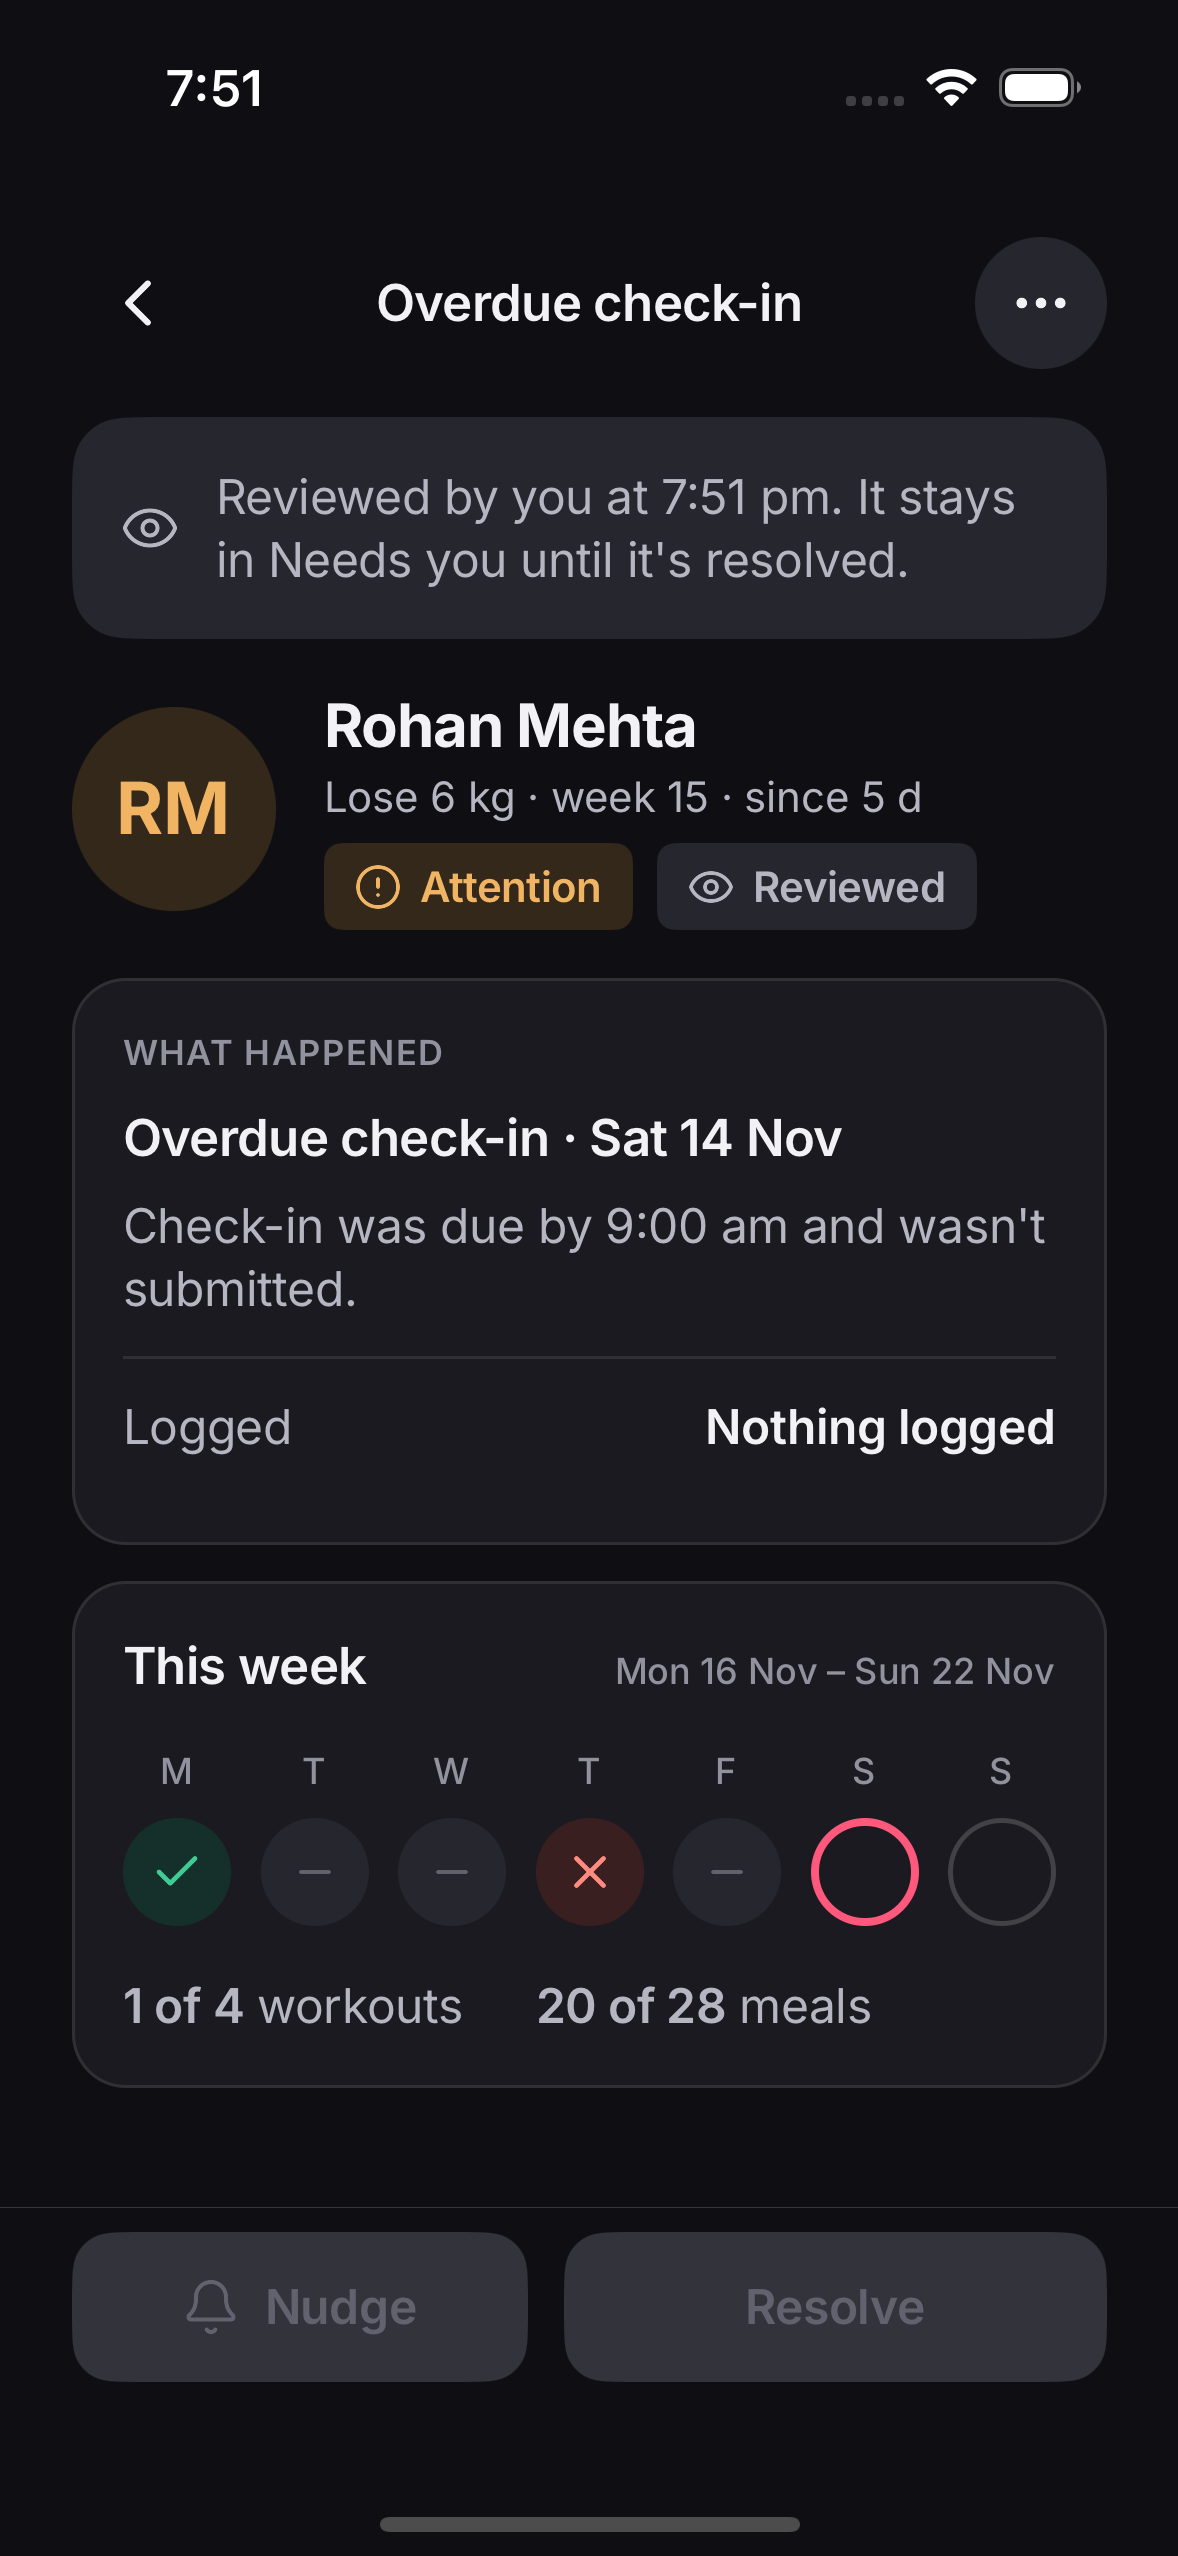 7:51
Overdue check-in
Reviewed by you at 7:51 pm. It stays
in Needs you until it's resolved.
RM
Rohan Mehta
Lose 6 kg · week 15 · since 5 d
Attention
Reviewed
WHAT HAPPENED
Overdue check-in · Sat 14 Nov
Check-in was due by 9:00 am and wasn't
submitted.
Logged
Nothing logged
This week
Mon 16 Nov – Sun 22 Nov
M T W T F S S
1 of 4 workouts
20 of 28 meals
Nudge
Resolve